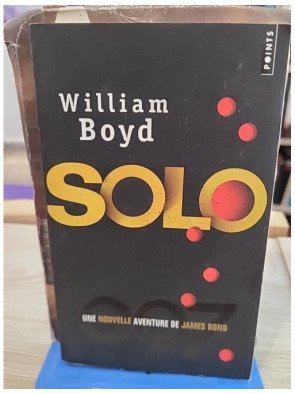 POINTS
William
Boyd
SOLO
007
UNE NOUVELLE AVENTURE DE JAMES BOND